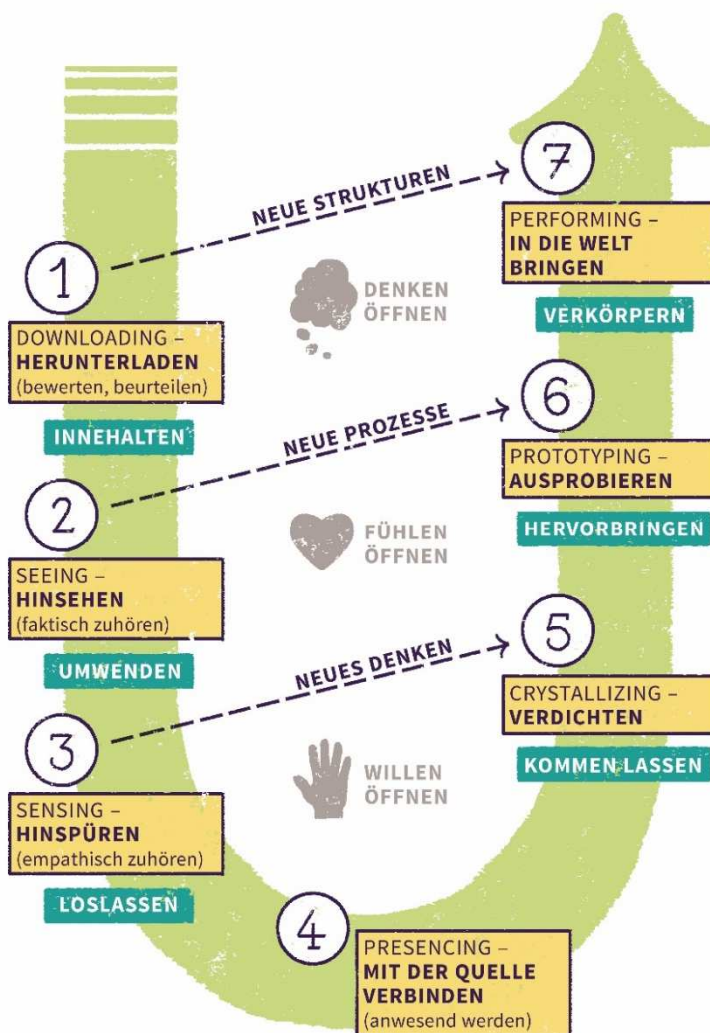 1
DOWNLOADING –
HERUNTERLADEN
(bewerten, beurteilen)
INNEHALTEN
2
SEEING –
HINSEHEN
(faktisch zuhören)
UMWENDEN
3
SENSING –
HINSPÜREN
(empathisch zuhören)
LOSLASSEN
4
PRESENCING –
MIT DER QUELLE
VERBINDEN
(anwesend werden)
5
CRYSTALLIZING –
VERDICHTEN
KOMMEN LASSEN
6
PROTOTYPING –
AUSPROBIEREN
HERVORBRINGEN
7
PERFORMING –
IN DIE WELT
BRINGEN
VERKÖRPERN
NEUE STRUKTUREN
DENKEN
ÖFFNEN
NEUE PROZESSE
FÜHLEN
ÖFFNEN
NEUES DENKEN
WILLEN
ÖFFNEN